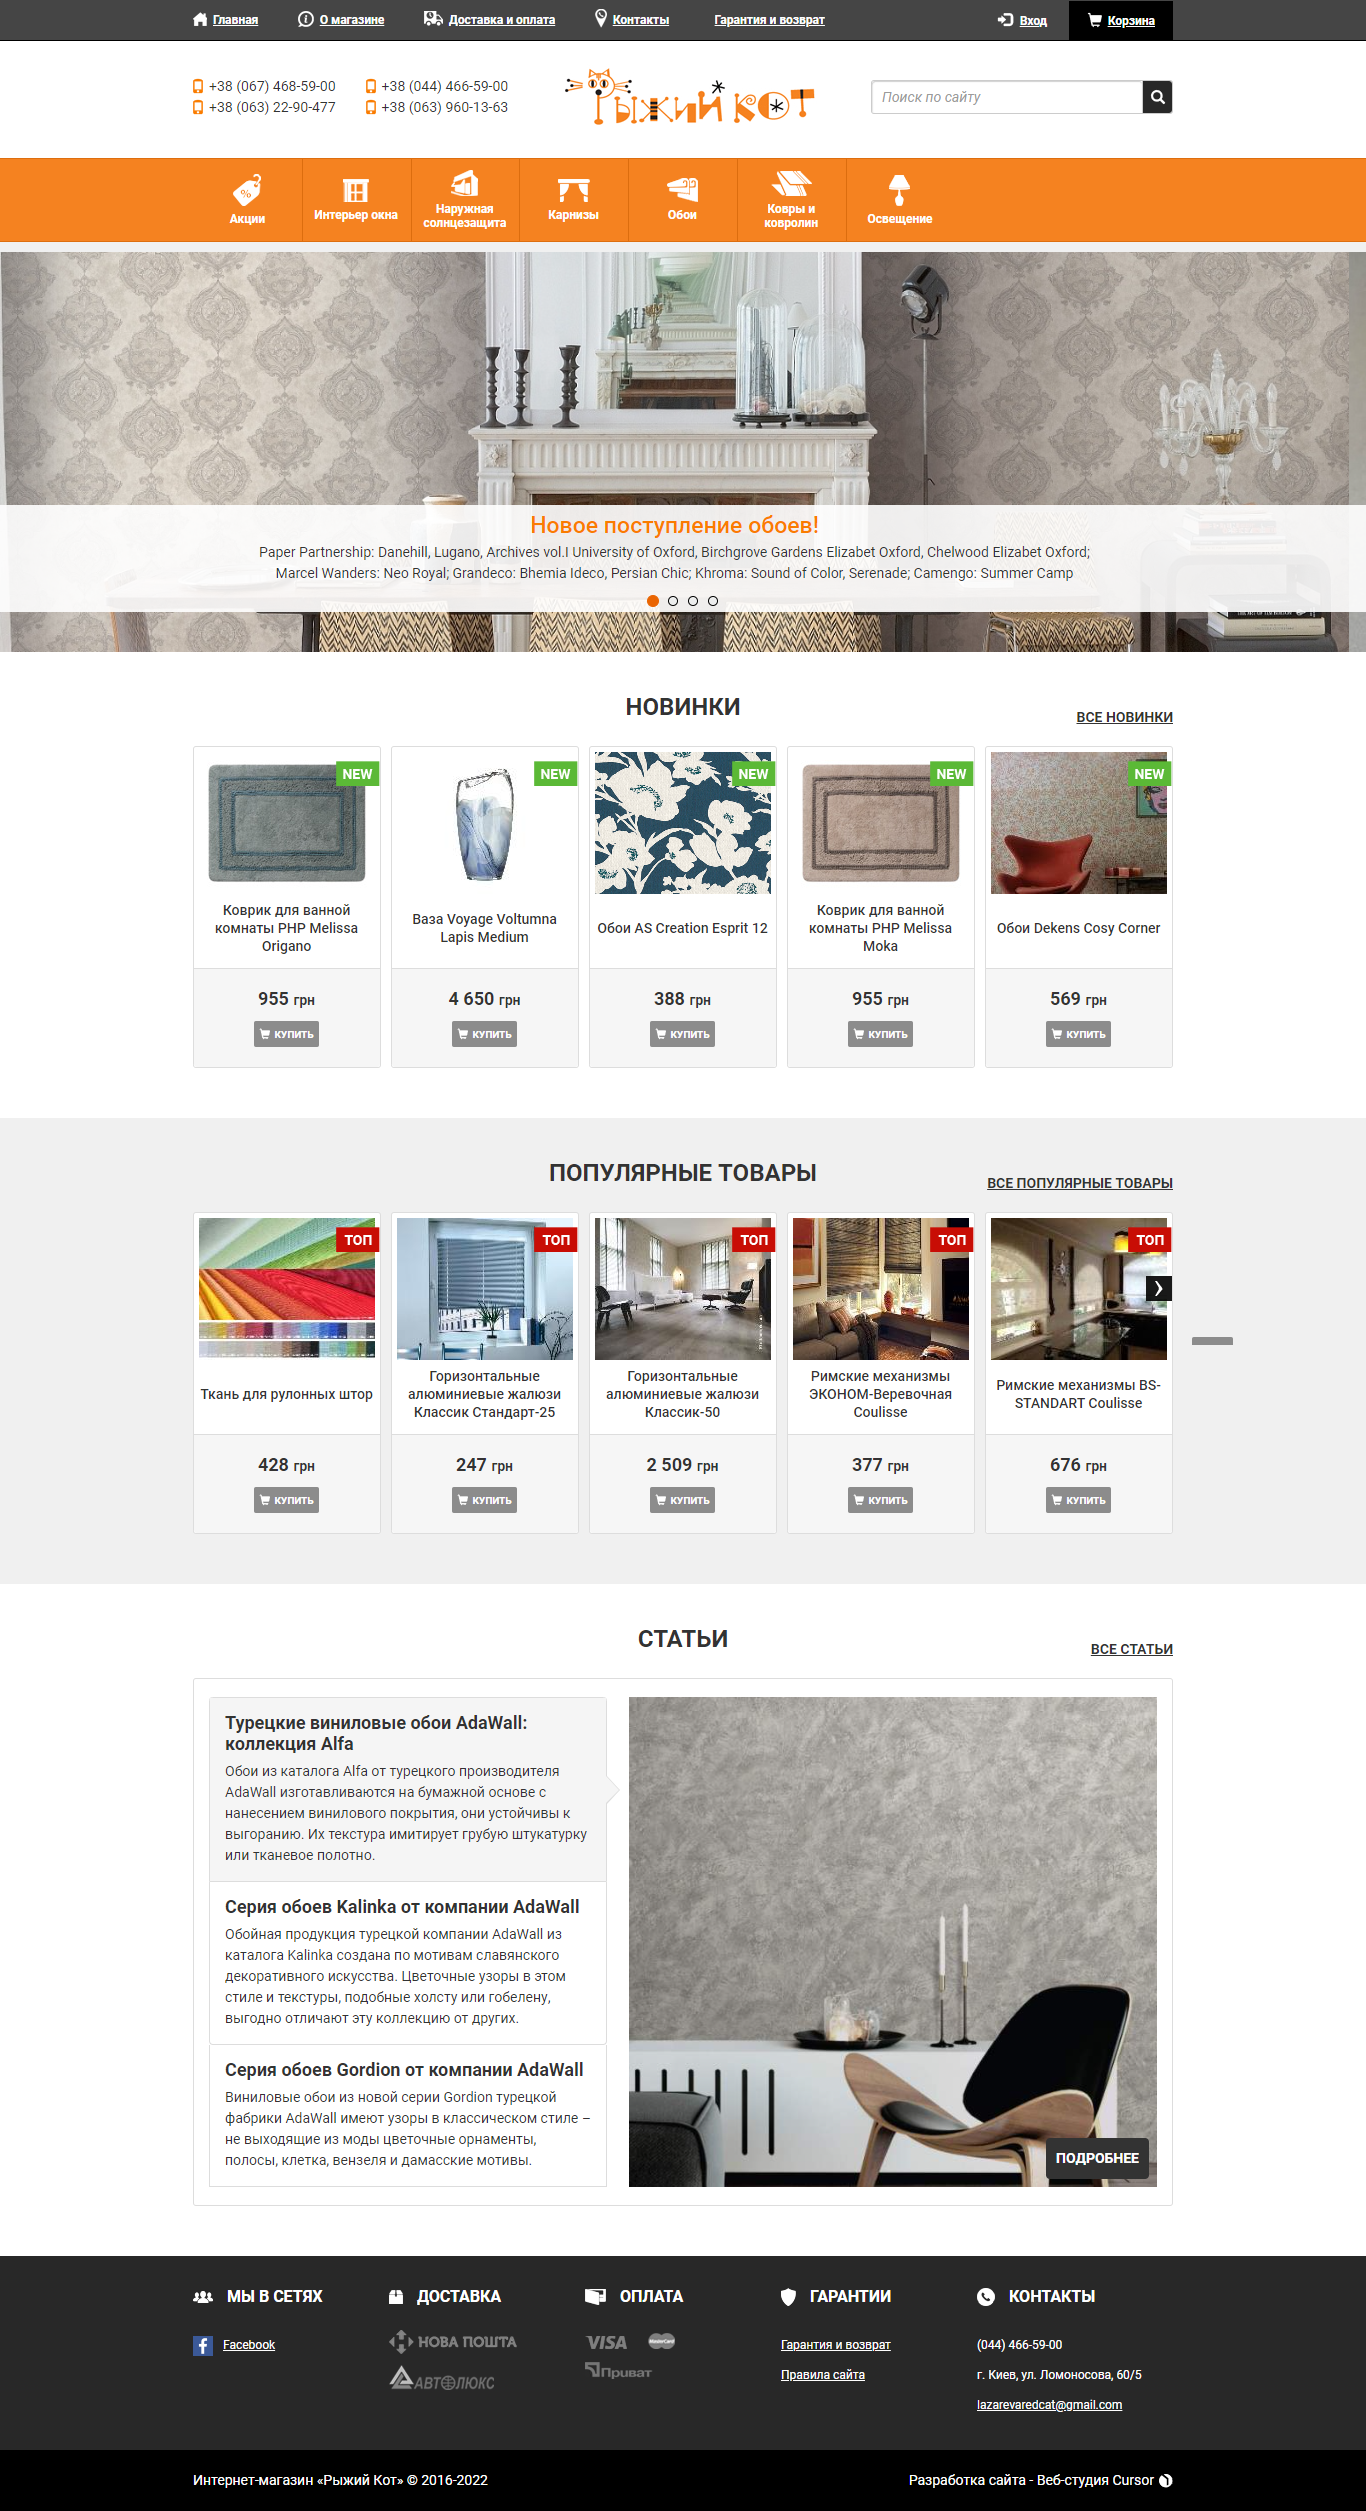 Главная
О магазине
Доставка и оплата
Контакты
Гарантия и возврат
Вход
Корзина
+38 (067) 468-59-00
+38 (044) 466-59-00
+38 (063) 22-90-477
+38 (063) 960-13-63
Рыжий кот
Поиск по сайту
%
Акции
Интерьер окна
Наружная
солнцезащита
Карнизы
Обои
Ковры и
ковролин
Освещение
Новое поступление обоев!
Paper Partnership: Danehill, Lugano, Archives vol.I University of Oxford, Birchgrove Gardens Elizabet Oxford, Chelwood Elizabet Oxford;
Marcel Wanders: Neo Royal; Grandeco: Bhemia Ideco, Persian Chic; Khroma: Sound of Color, Serenade; Camengo: Summer Camp
НОВИНКИ
ВСЕ НОВИНКИ
NEW
NEW
NEW
NEW
NEW
Коврик для ванной
комнаты PHP Melissa
Origano
Ваза Voyage Voltumna
Lapis Medium
Обои AS Creation Esprit 12
Коврик для ванной
комнаты PHP Melissa
Moka
Обои Dekens Cosy Corner
955 грн
4 650 грн
388 грн
955 грн
569 грн
КУПИТЬ
КУПИТЬ
КУПИТЬ
КУПИТЬ
КУПИТЬ
ПОПУЛЯРНЫЕ ТОВАРЫ
ВСЕ ПОПУЛЯРНЫЕ ТОВАРЫ
ТОП
ТОП
ТОП
ТОП
ТОП
Ткань для рулонных штор
Горизонтальные
алюминиевые жалюзи
Классик Стандарт-25
Горизонтальные
алюминиевые жалюзи
Классик-50
Римские механизмы
ЭКОНОМ-Веревочная
Coulisse
Римские механизмы BS-
STANDART Coulisse
428 грн
247 грн
2 509 грн
377 грн
676 грн
КУПИТЬ
КУПИТЬ
КУПИТЬ
КУПИТЬ
КУПИТЬ
СТАТЬИ
ВСЕ СТАТЬИ
Турецкие виниловые обои AdaWall:
коллекция Alfa
Обои из каталога Alfa от турецкого производителя
AdaWall изготавливаются на бумажной основе с
нанесением винилового покрытия, они устойчивы к
выгоранию. Их текстура имитирует грубую штукатурку
или тканевое полотно.
Серия обоев Kalinka от компании AdaWall
Обойная продукция турецкой компании AdaWall из
каталога Kalinka создана по мотивам славянского
декоративного искусства. Цветочные узоры в этом
стиле и текстуры, подобные холсту или гобелену,
выгодно отличают эту коллекцию от других.
Серия обоев Gordion от компании AdaWall
Виниловые обои из новой серии Gordion турецкой
фабрики AdaWall имеют узоры в классическом стиле –
не выходящие из моды цветочные орнаменты,
полосы, клетка, вензеля и дамасские мотивы.
ПОДРОБНЕЕ
МЫ В СЕТЯХ
Facebook
ДОСТАВКА
НОВА ПОШТА
АВТОЛЮКС
ОПЛАТА
VISA
MasterCard
Приват
ГАРАНТИИ
Гарантия и возврат
Правила сайта
КОНТАКТЫ
(044) 466-59-00
г. Киев, ул. Ломоносова, 60/5
lazarevaredcat@gmail.com
Интернет-магазин «Рыжий Кот» © 2016-2022
Разработка сайта - Веб-студия Cursor